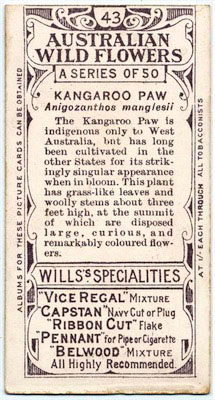 43
AUSTRALIAN
WILD FLOWERS
A SERIES OF 50
KANGAROO PAW
Anigozanthos manglesii
The Kangaroo Paw is
indigenous only to West
Australia, but has long
been cultivated in the
other States for its strik-
ingly singular appearance
when in bloom. This plant
has grass-like leaves and
woolly stems about three
feet high, at the summit
of which are disposed
large, curious, and
remarkably coloured flow-
ers.
WILLS'S SPECIALITIES
"VICE REGAL" MIXTURE
"CAPSTAN" NAVY CUT or PLUG
"RIBBON CUT" Flake
"PENNANT" for Pipe or Cigarette
"BELWOOD" MIXTURE
All Highly Recommended.
ALBUMS FOR THESE PICTURE CARDS CAN BE OBTAINED
AT 1/- EACH THROUGH ALL TOBACCONISTS